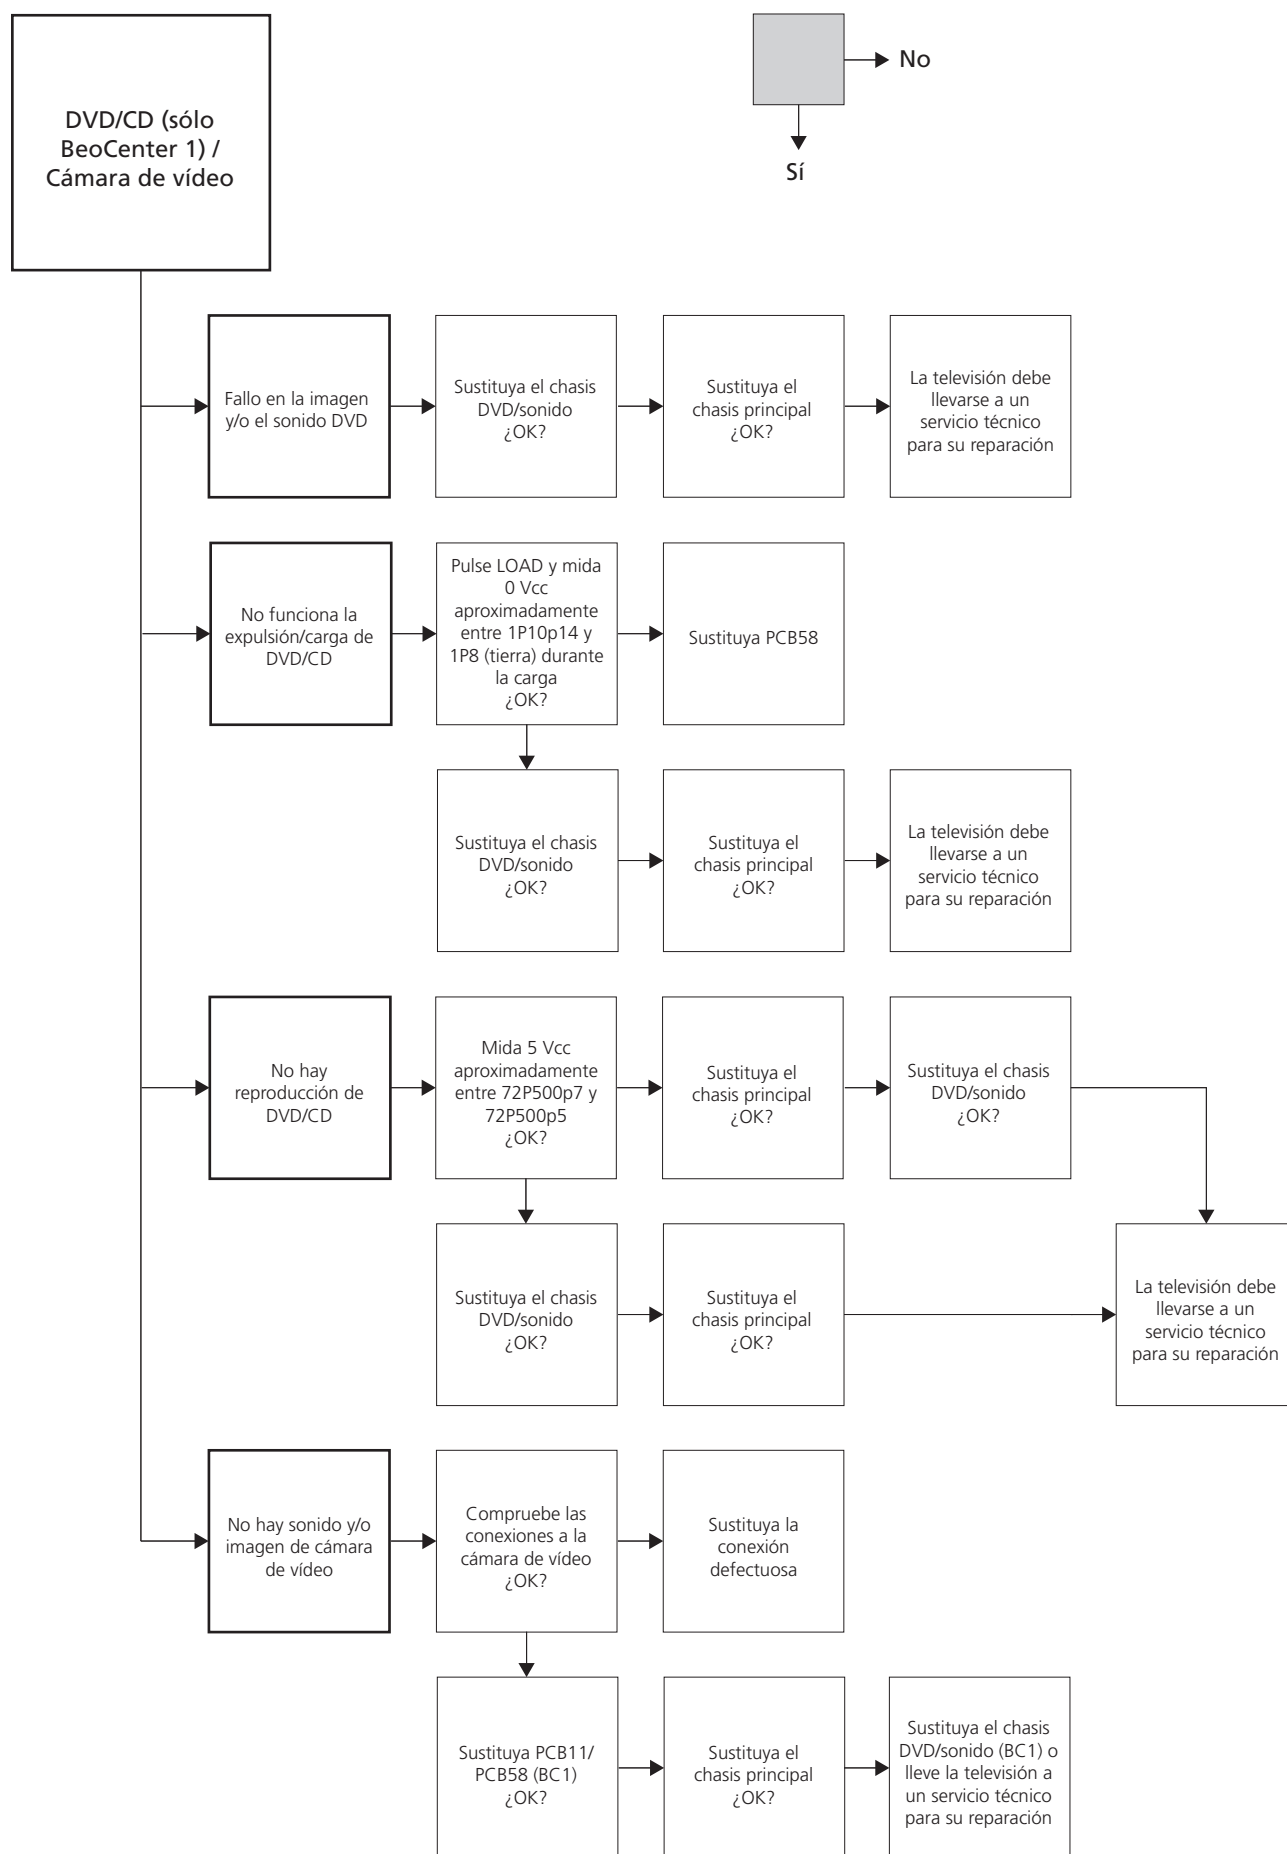 DVD/CD (sólo
BeoCenter 1) /
Cámara de vídeo
No
Sí
Fallo en la imagen
y/o el sonido DVD
Sustituya el chasis
DVD/sonido
¿OK?
Sustituya el
chasis principal
¿OK?
La televisión debe
llevarse a un
servicio técnico
para su reparación
No funciona la
expulsión/carga de
DVD/CD
Pulse LOAD y mida
0 Vcc
aproximadamente
entre 1P10p14 y
1P8 (tierra) durante
la carga
¿OK?
Sustituya PCB58
Sustituya el chasis
DVD/sonido
¿OK?
Sustituya el
chasis principal
¿OK?
La televisión debe
llevarse a un
servicio técnico
para su reparación
No hay
reproducción de
DVD/CD
Mida 5 Vcc
aproximadamente
entre 72P500p7 y
72P500p5
¿OK?
Sustituya el
chasis principal
¿OK?
Sustituya el chasis
DVD/sonido
¿OK?
Sustituya el chasis
DVD/sonido
¿OK?
Sustituya el
chasis principal
¿OK?
La televisión debe
llevarse a un
servicio técnico
para su reparación
No hay sonido y/o
imagen de cámara
de vídeo
Compruebe las
conexiones a la
cámara de vídeo
¿OK?
Sustituya la
conexión
defectuosa
Sustituya PCB11/
PCB58 (BC1)
¿OK?
Sustituya el
chasis principal
¿OK?
Sustituya el chasis
DVD/sonido (BC1) o
lleve la televisión a
un servicio técnico
para su reparación